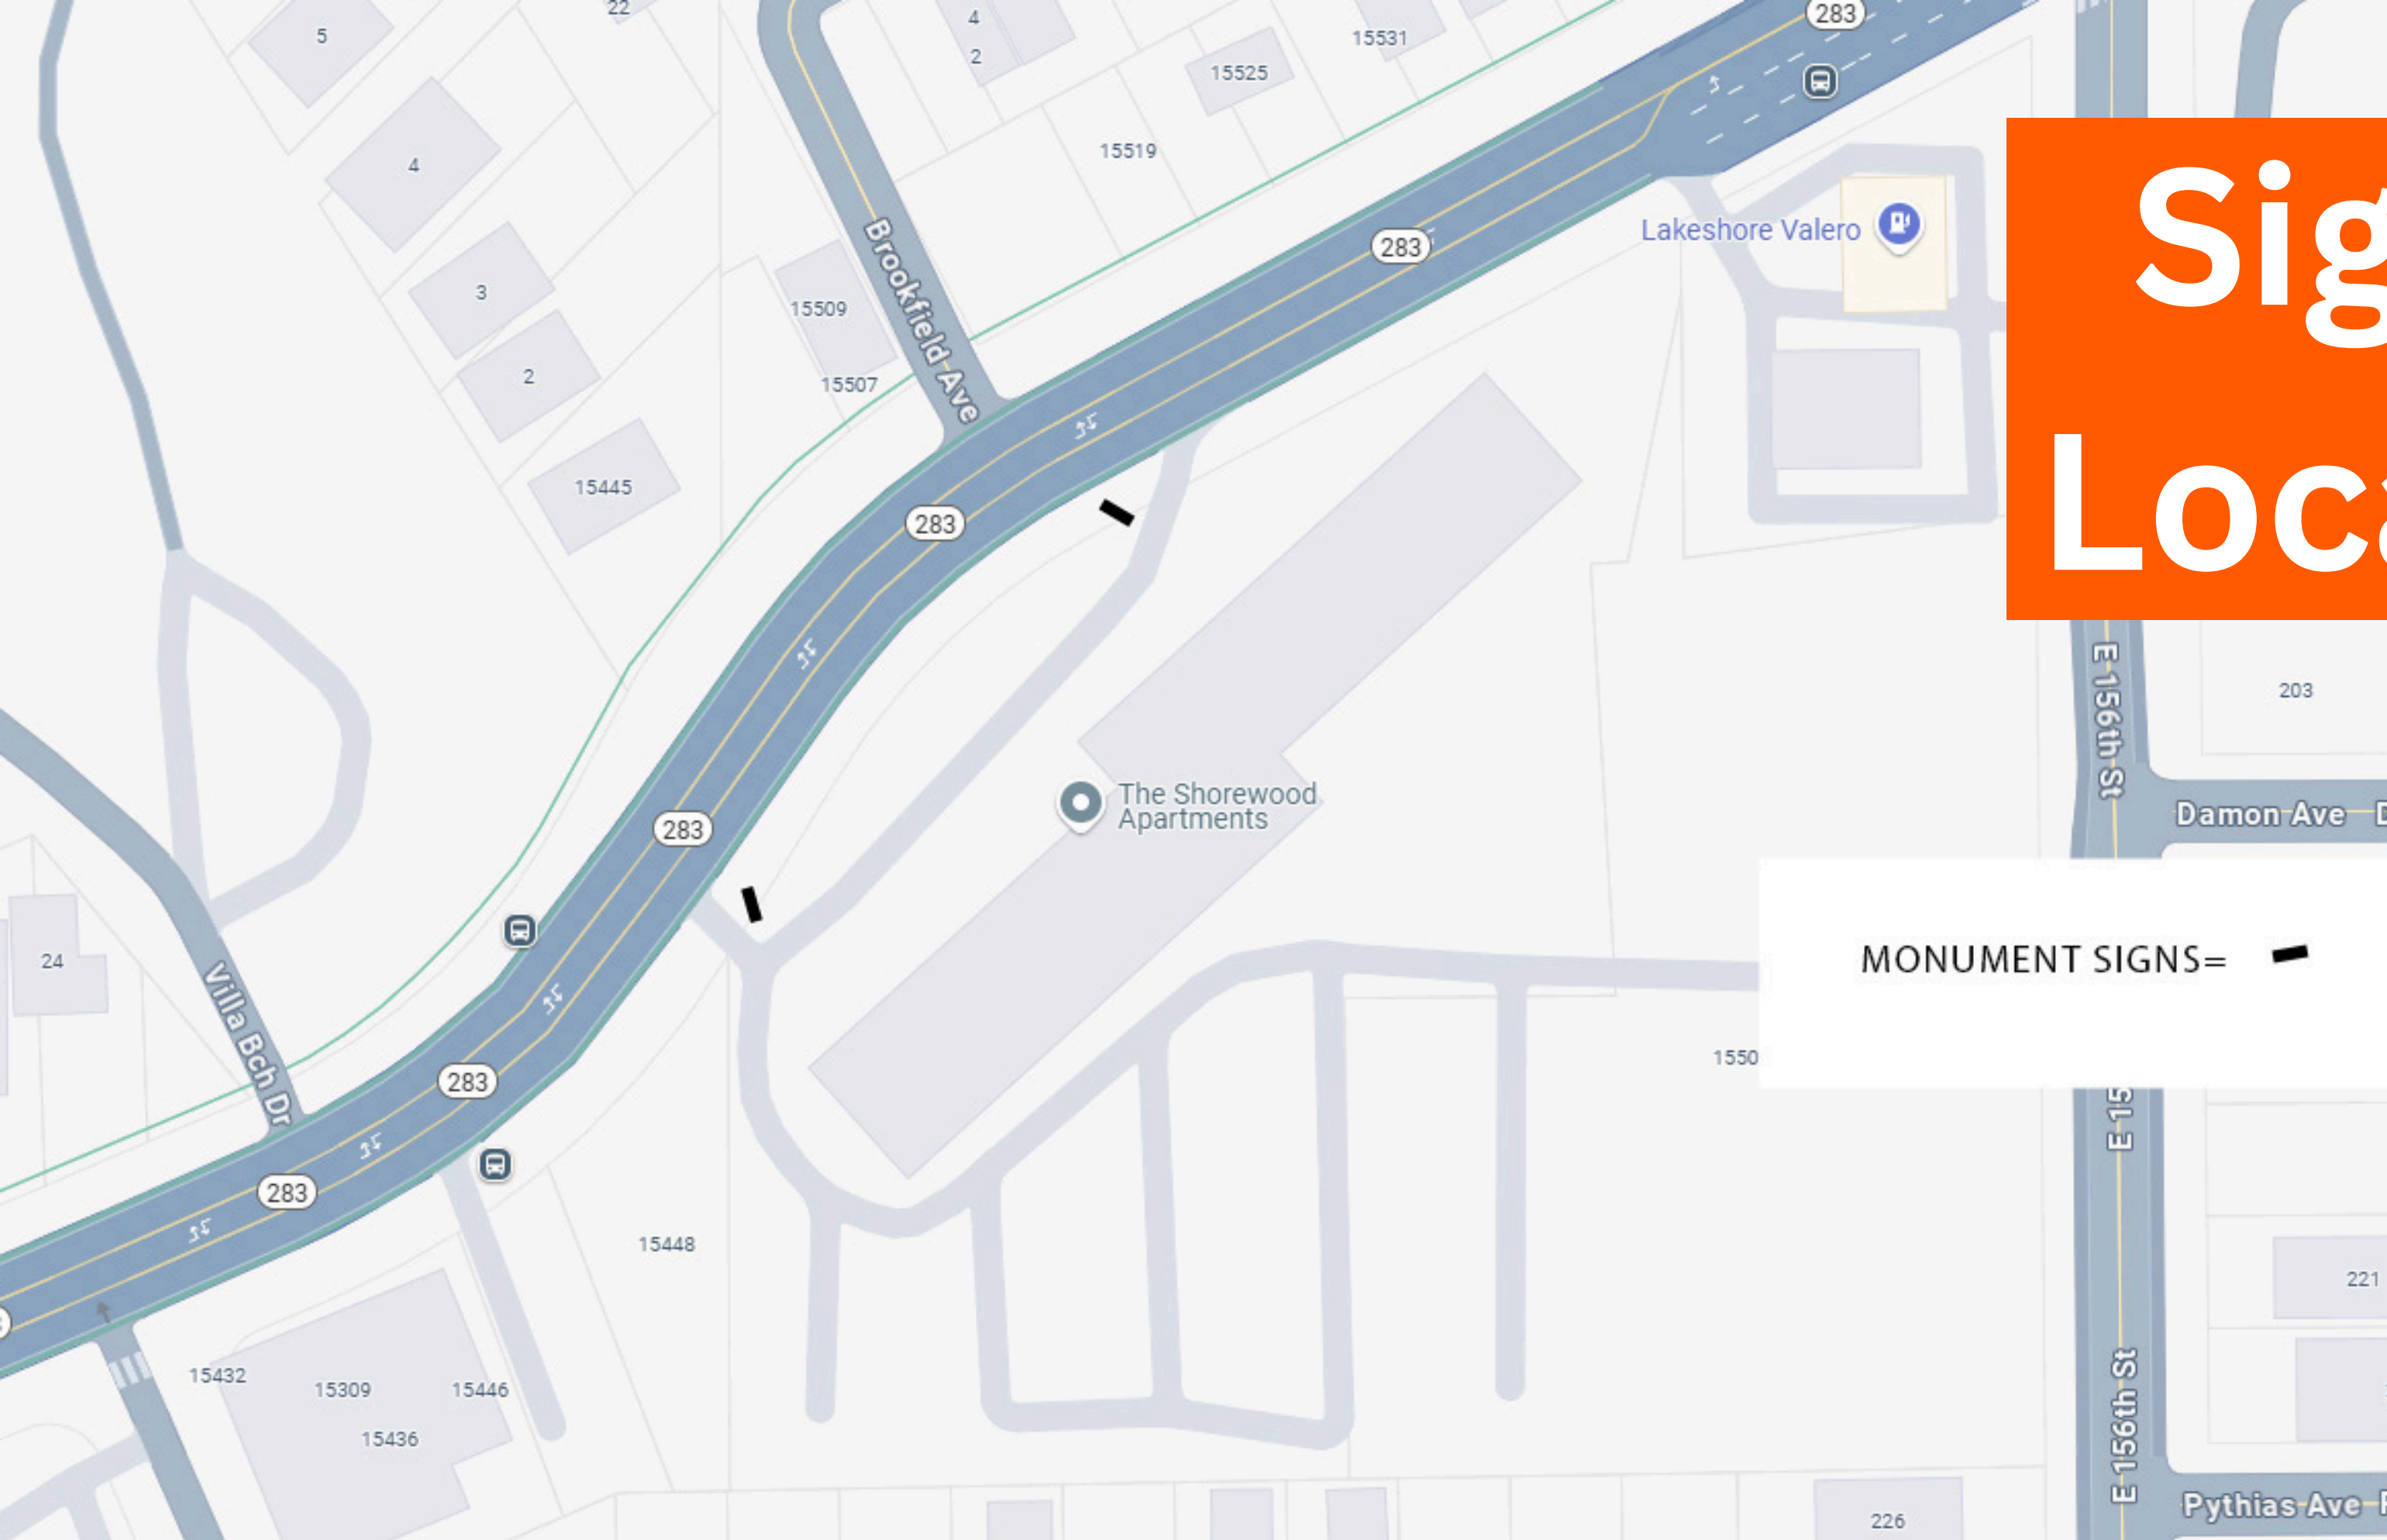 22
5
4
2
15531
283
15525
4
15519
Sig
283
Lakeshore Valero
Brookfield Ave
3
15509
2
15507
Loca
15445
283
E 156th St
203
The Shorewood
Apartments
Damon Ave
283
24
MONUMENT SIGNS=
Villa Bch Dr
1550
283
E 15
283
15448
221
15432
15309
15446
15436
E 156th St
Pythias Ave
226